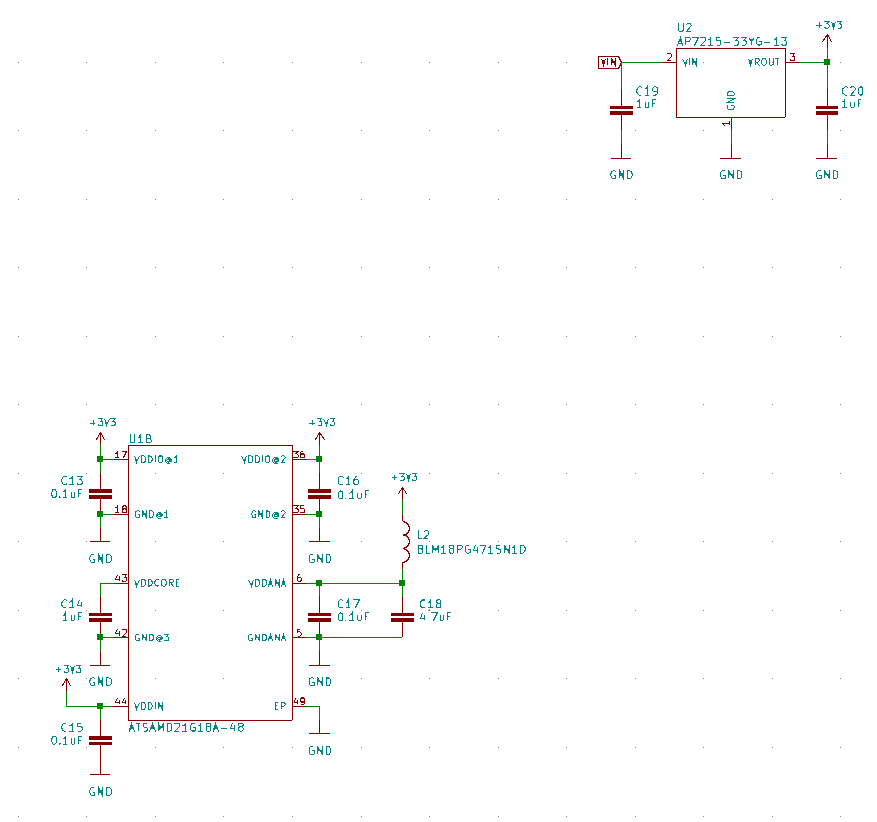 U2
AP7215-33YG-13
+3V3
VIN
2
VIN
VROUT
3
C19
1uF
GND
1
C20
1uF
GND
GND
GND
+3V3
+3V3
U1B
17
VDDIO@1
VDDIO@2
36
C13
0.1uF
C16
0.1uF
+3V3
18
GND@1
GND@2
35
L2
BLM18PG471SN1D
GND
GND
43
VDDCORE
VDDANA
6
C14
1uF
C17
0.1uF
C18
4.7uF
42
GND@3
GNDANA
5
+3V3
GND
GND
44
VDDIN
EP
49
C15
0.1uF
ATSAMD21G18A-48
GND
GND